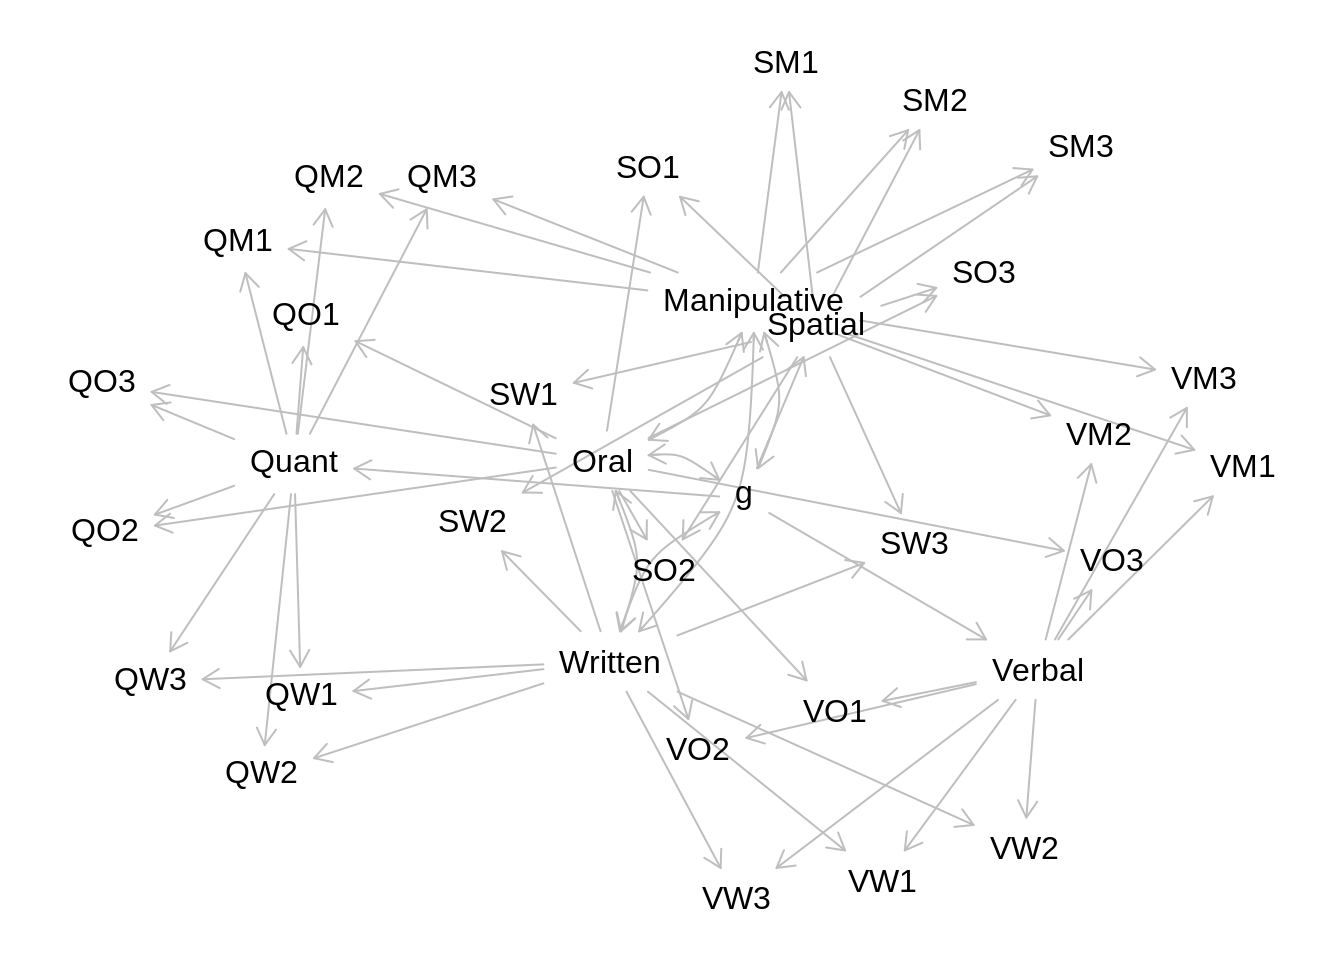 SM1
SM2
SM3
SO1
QM2
QM3
QM1
SO3
Manipulative
QO1
Spatial
VM3
QO3
SW1
VM2
Quant
Oral
VM1
g
SW2
QO2
SW3
VO3
SO2
Written
Verbal
QW3
QW1
VO1
VO2
QW2
VW2
VW1
VW3